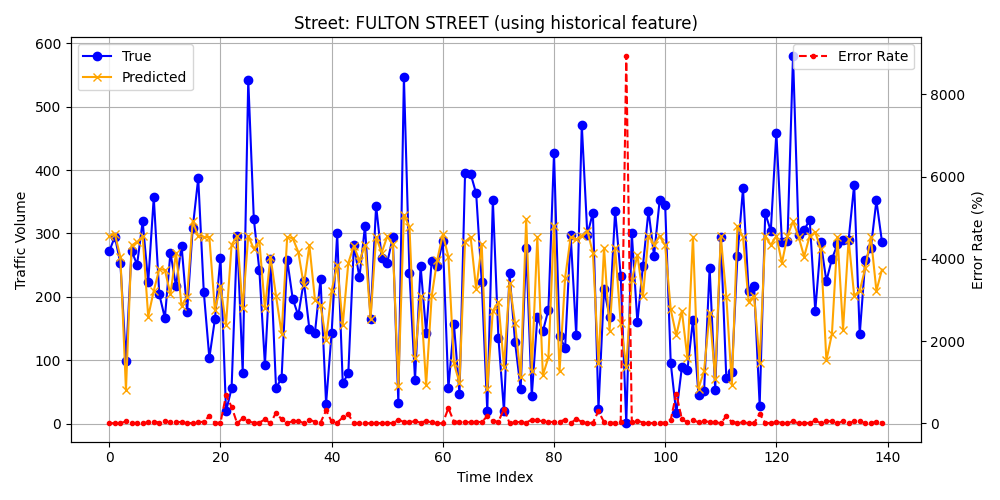 Street: FULTON STREET (using historical feature)
True
Predicted
Error Rate
600
500
400
300
200
100
0
Traffic Volume
8000
6000
4000
2000
0
Error Rate (%)
0 20 40 60 80 100 120 140
Time Index